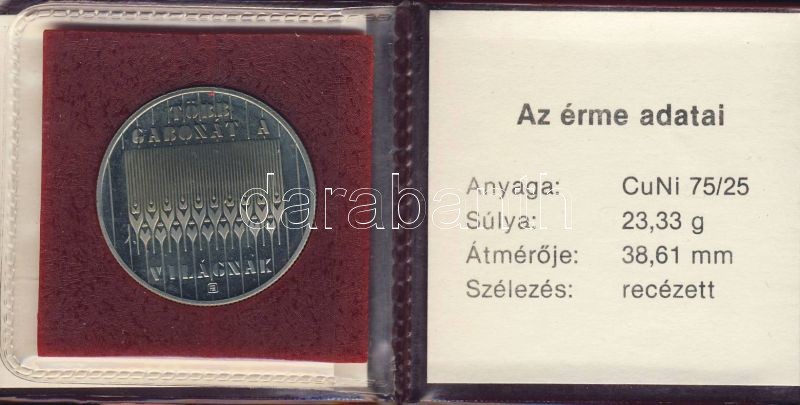 TÖBB
GABONÁT A
VILÁGNAK
darabanth
Az érme adatai
Anyaga: CuNi 75/25
Súlya: 23,33 g
Átmérője: 38,61 mm
Szélezés: recézett